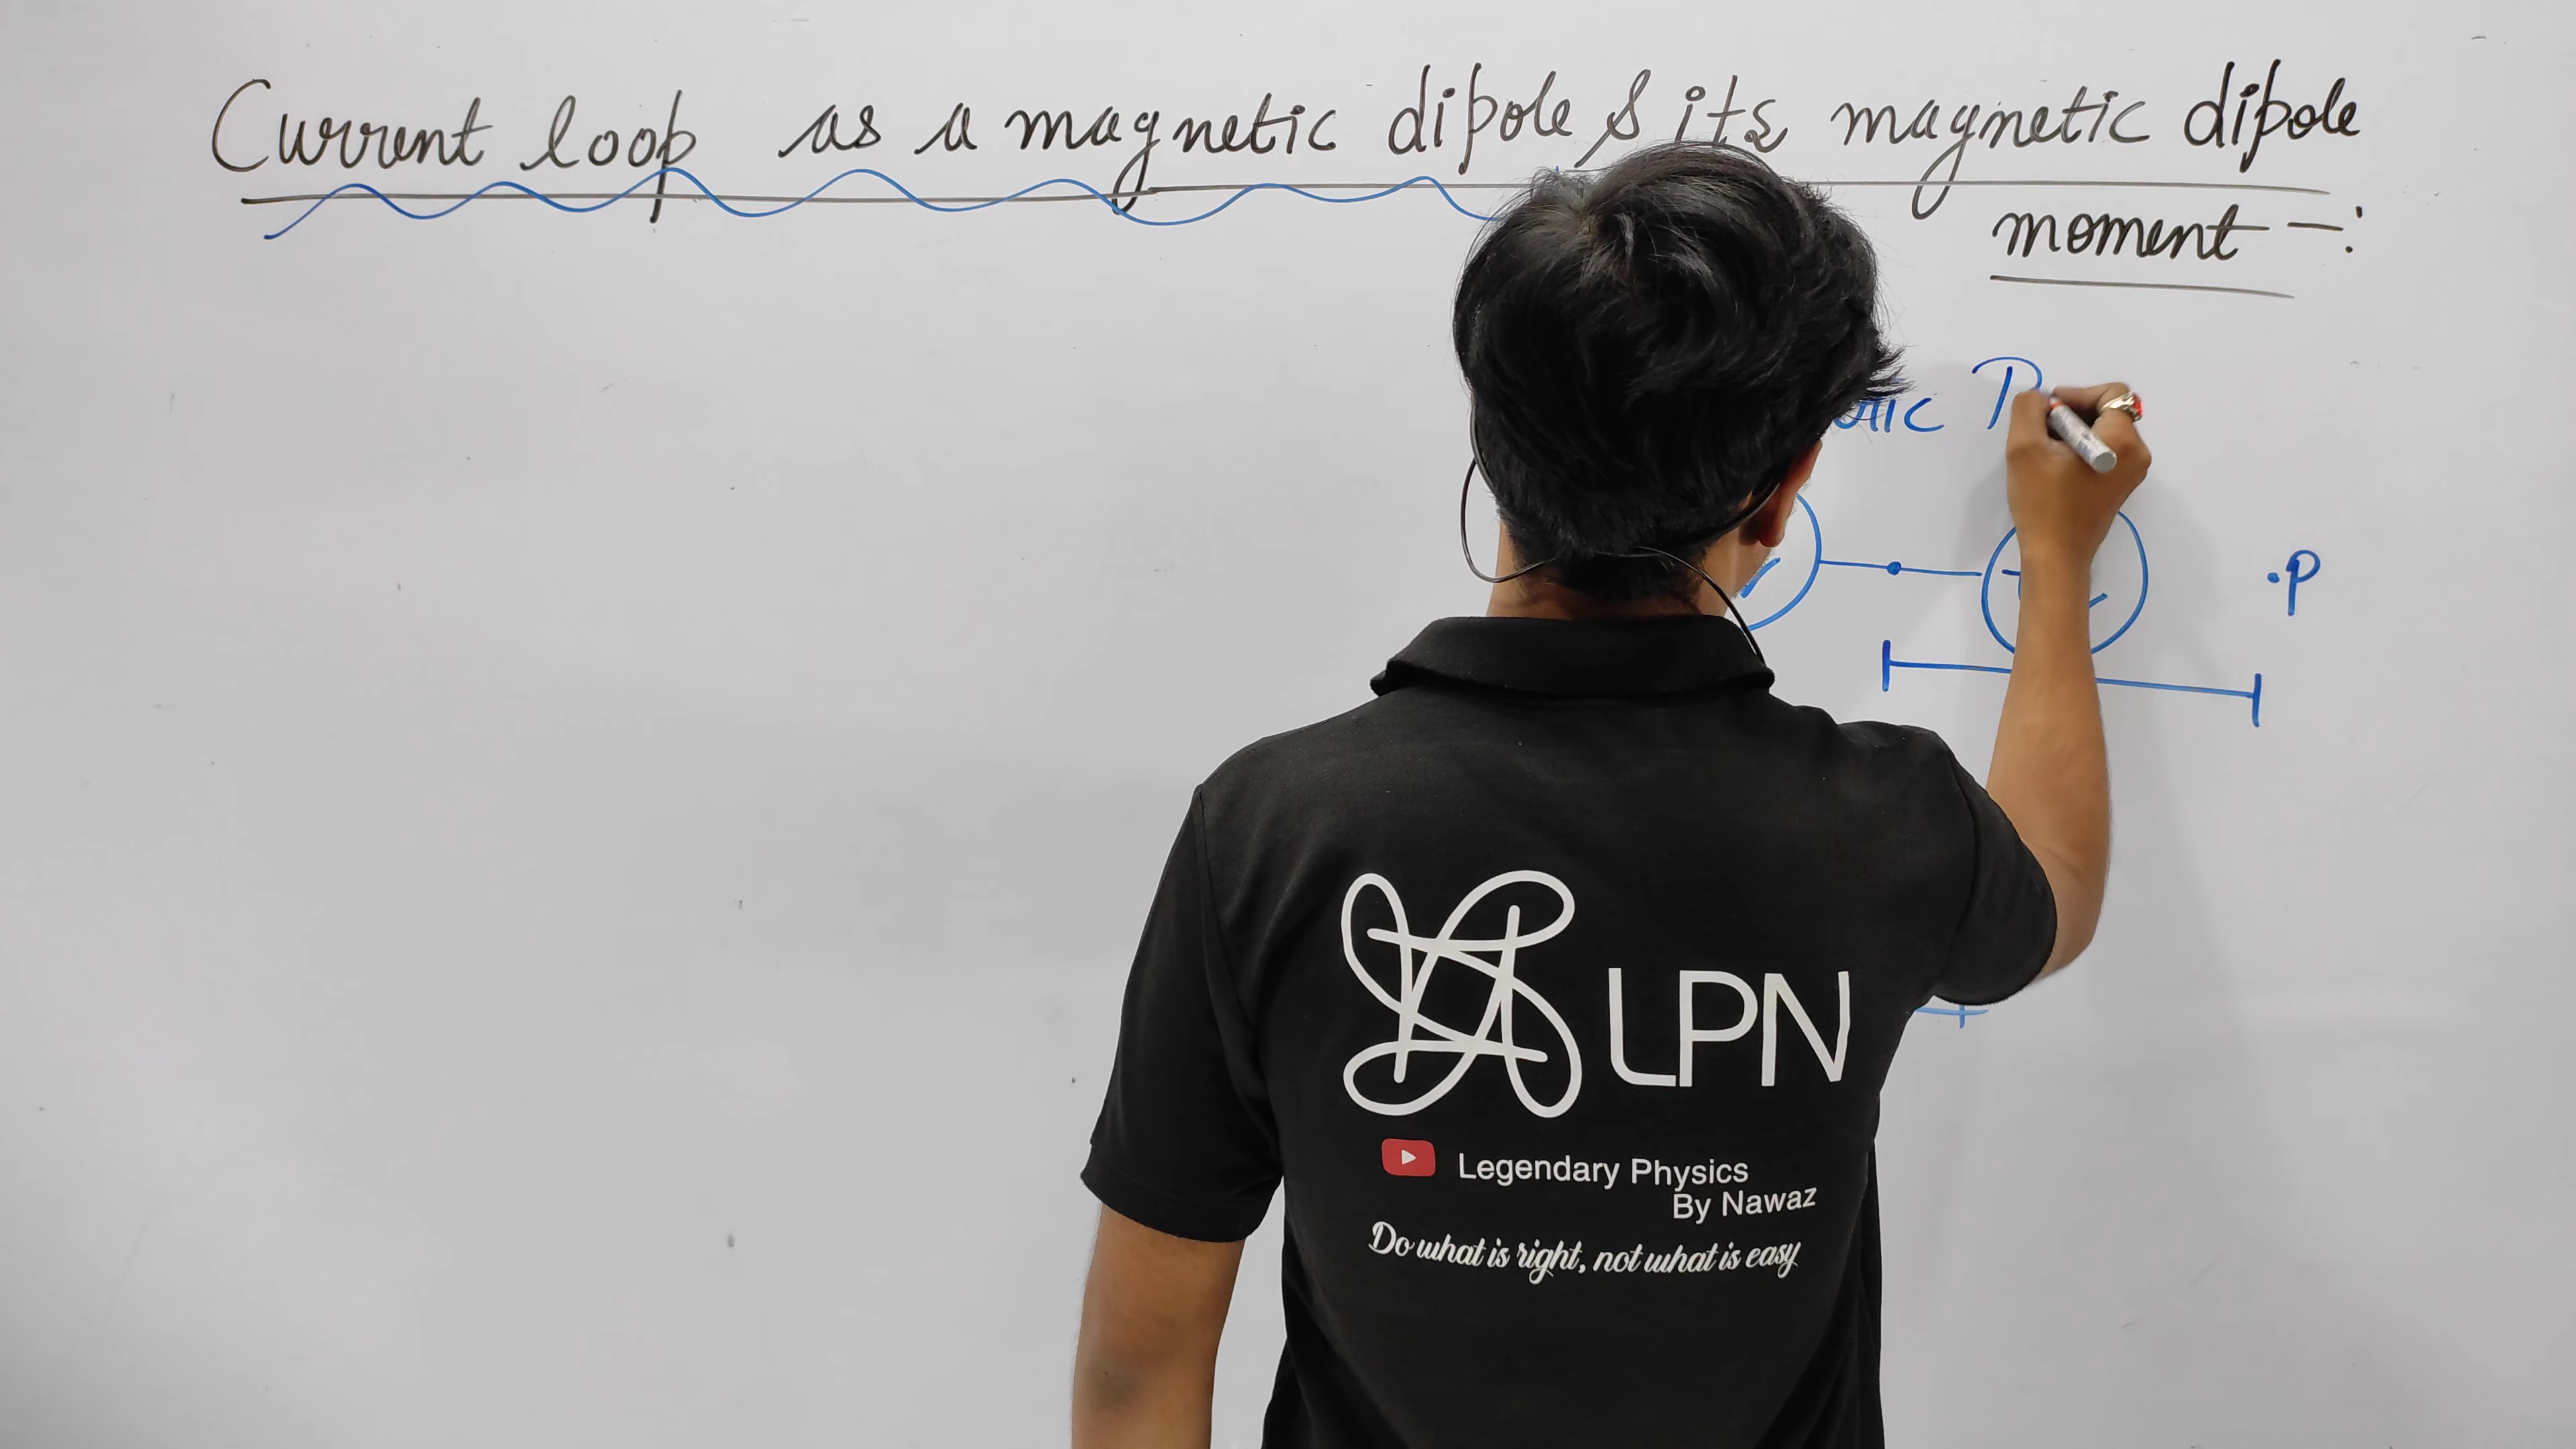 Current loop as a magnetic dipole & its magnetic dipole
moment -:
.P
LPN
Legendary Physics
By Nawaz
Do what is right, not what is easy